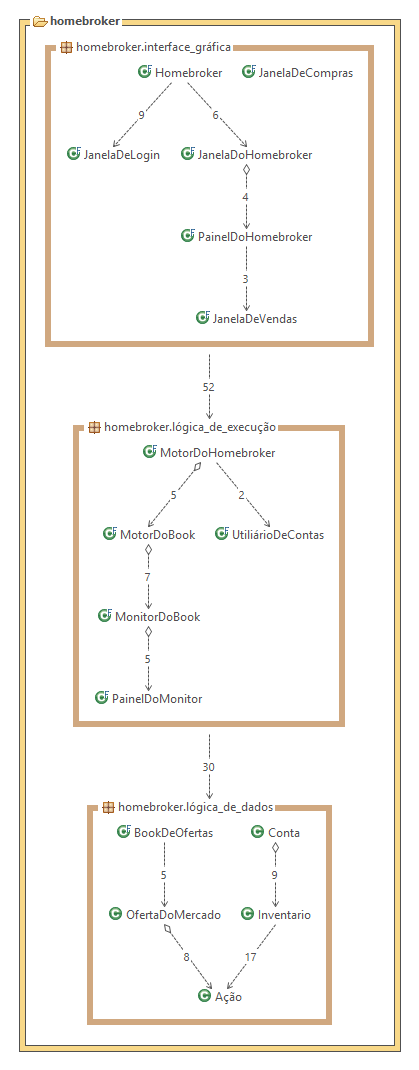 homebroker
homebroker.interface_gráfica
Homebroker JanelaDeCompras
9 6
JanelaDeLogin JanelaDoHomebroker
4
PainelDoHomebroker
3
JanelaDeVendas
52
homebroker.lógica_de_execução
MotorDoHomebroker
5 2
MotorDoBook UtiliárioDeContas
7
MonitorDoBook
5
PainelDoMonitor
30
homebroker.lógica_de_dados
BookDeOfertas Conta
5 9
OfertaDoMercado Inventario
8 17
Ação